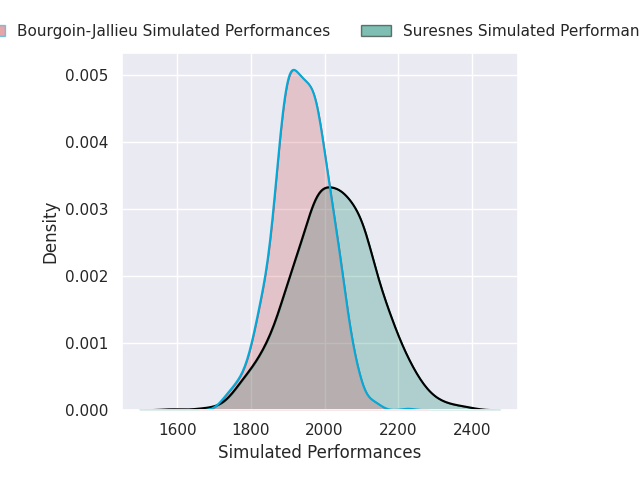 Bourgoin-Jallieu Simulated Performances
Suresnes Simulated Performan
0.005
0.004
0.003
0.002
0.001
0.000
Density
1600 1800 2000 2200 2400
Simulated Performances